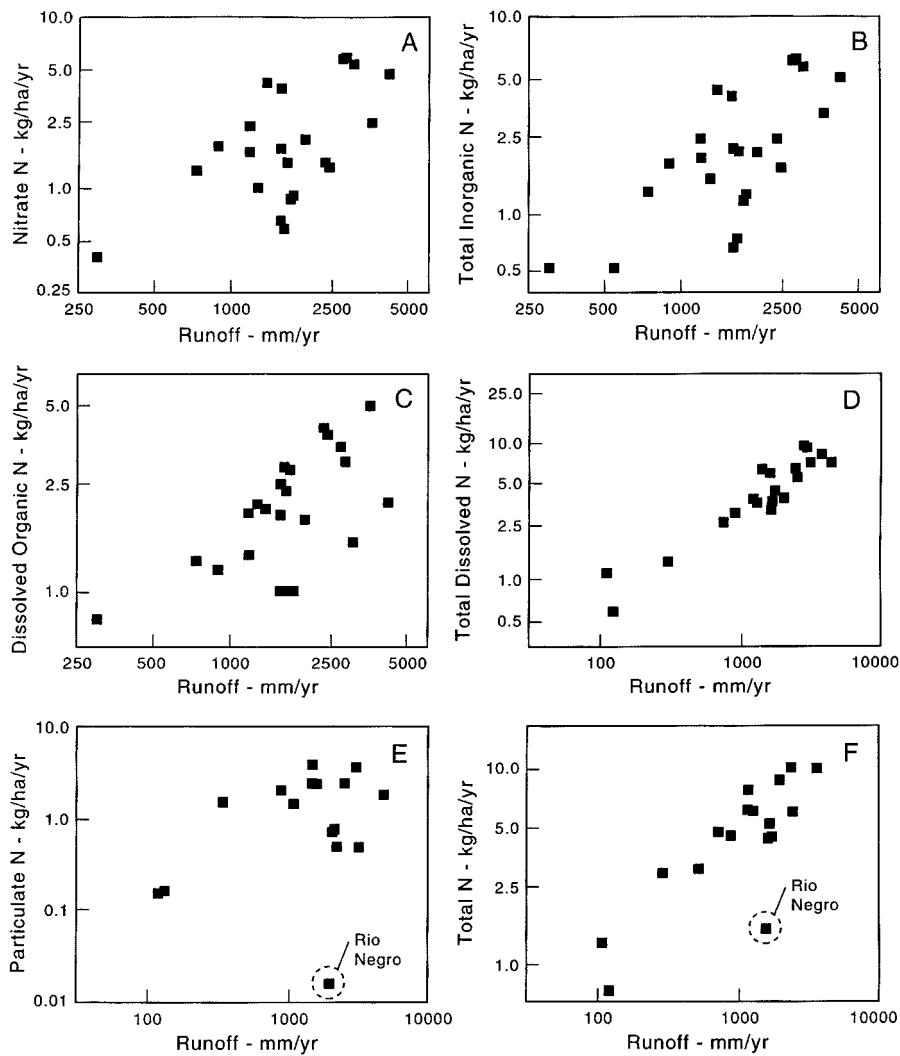 A
Nitrate N - kg/ha/yr
10.0
5.0
2.5
1.0
0.5
0.25
250 500 1000 2500 5000
Runoff - mm/yr
B
Total Inorganic N - kg/ha/yr
10.0
5.0
2.5
1.0
0.5
250 500 1000 2500 5000
Runoff - mm/yr
C
Dissolved Organic N - kg/ha/yr
5.0
2.5
1.0
250 500 1000 2500 5000
Runoff - mm/yr
D
Total Dissolved N - kg/ha/yr
25.0
10.0
5.0
2.5
1.0
0.5
100 1000 10000
Runoff - mm/yr
E
Particulate N - kg/ha/yr
10.0
1.0
0.1
0.01
Rio
Negro
100 1000 10000
Runoff - mm/yr
F
Total N - kg/ha/yr
10.0
5.0
2.5
1.0
Rio
Negro
100 1000 10000
Runoff - mm/yr